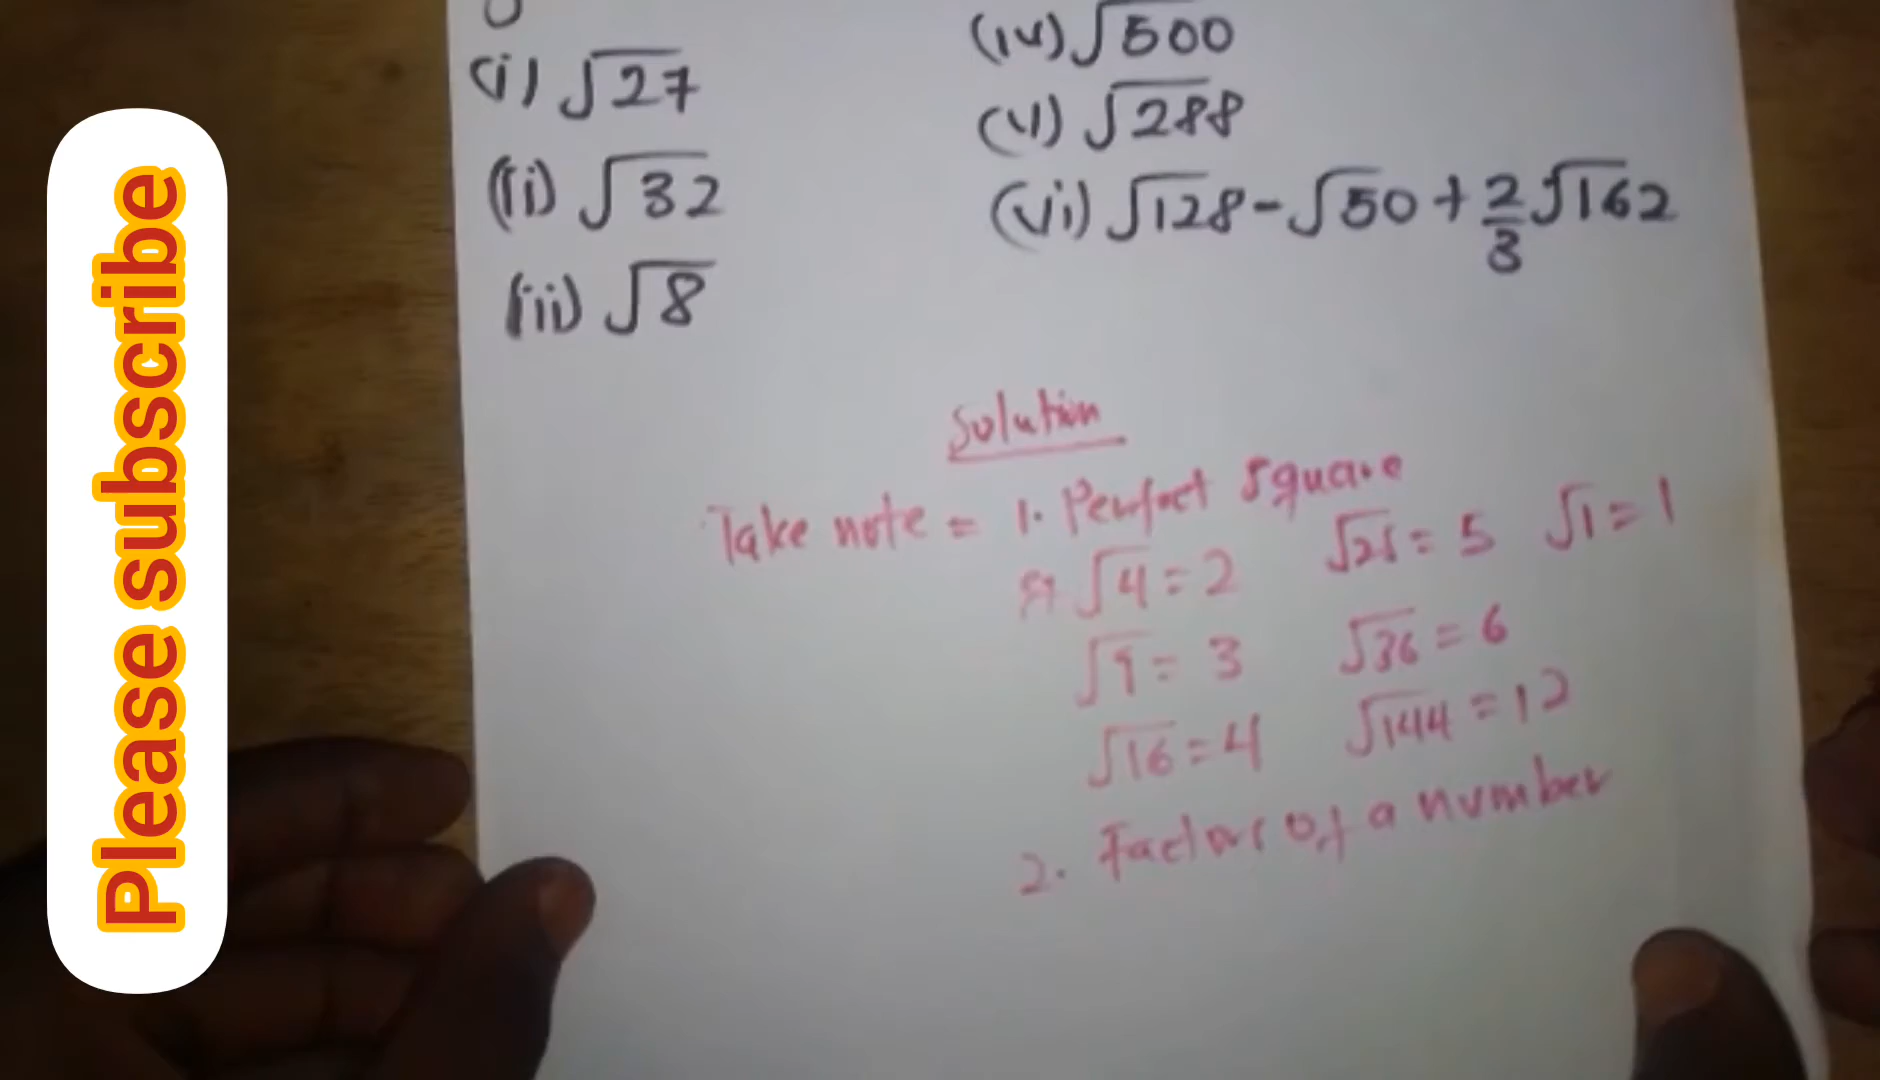 Please subscribe
(i) √27
(ii) √32
(iii) √8
(iv) √500
(v) √288
(vi) √128 - √50 + 2/3 √162
Solution
Take note = 1. Perfect square
√4 = 2 √25 = 5 √1 = 1
√9 = 3 √36 = 6
√16 = 4 √144 = 12
2. Factors of a number